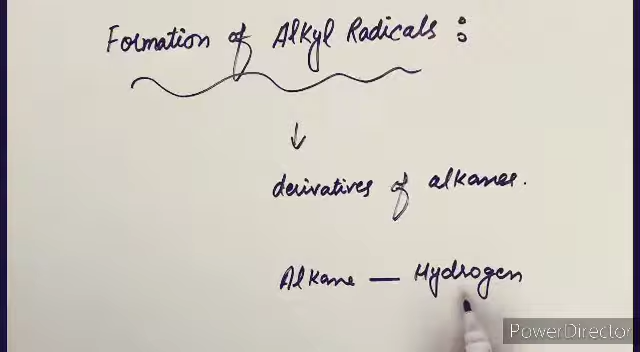 Formation of Alkyl Radicals :
derivatives of alkanes.
Alkane — Hydrogen
PowerDirector